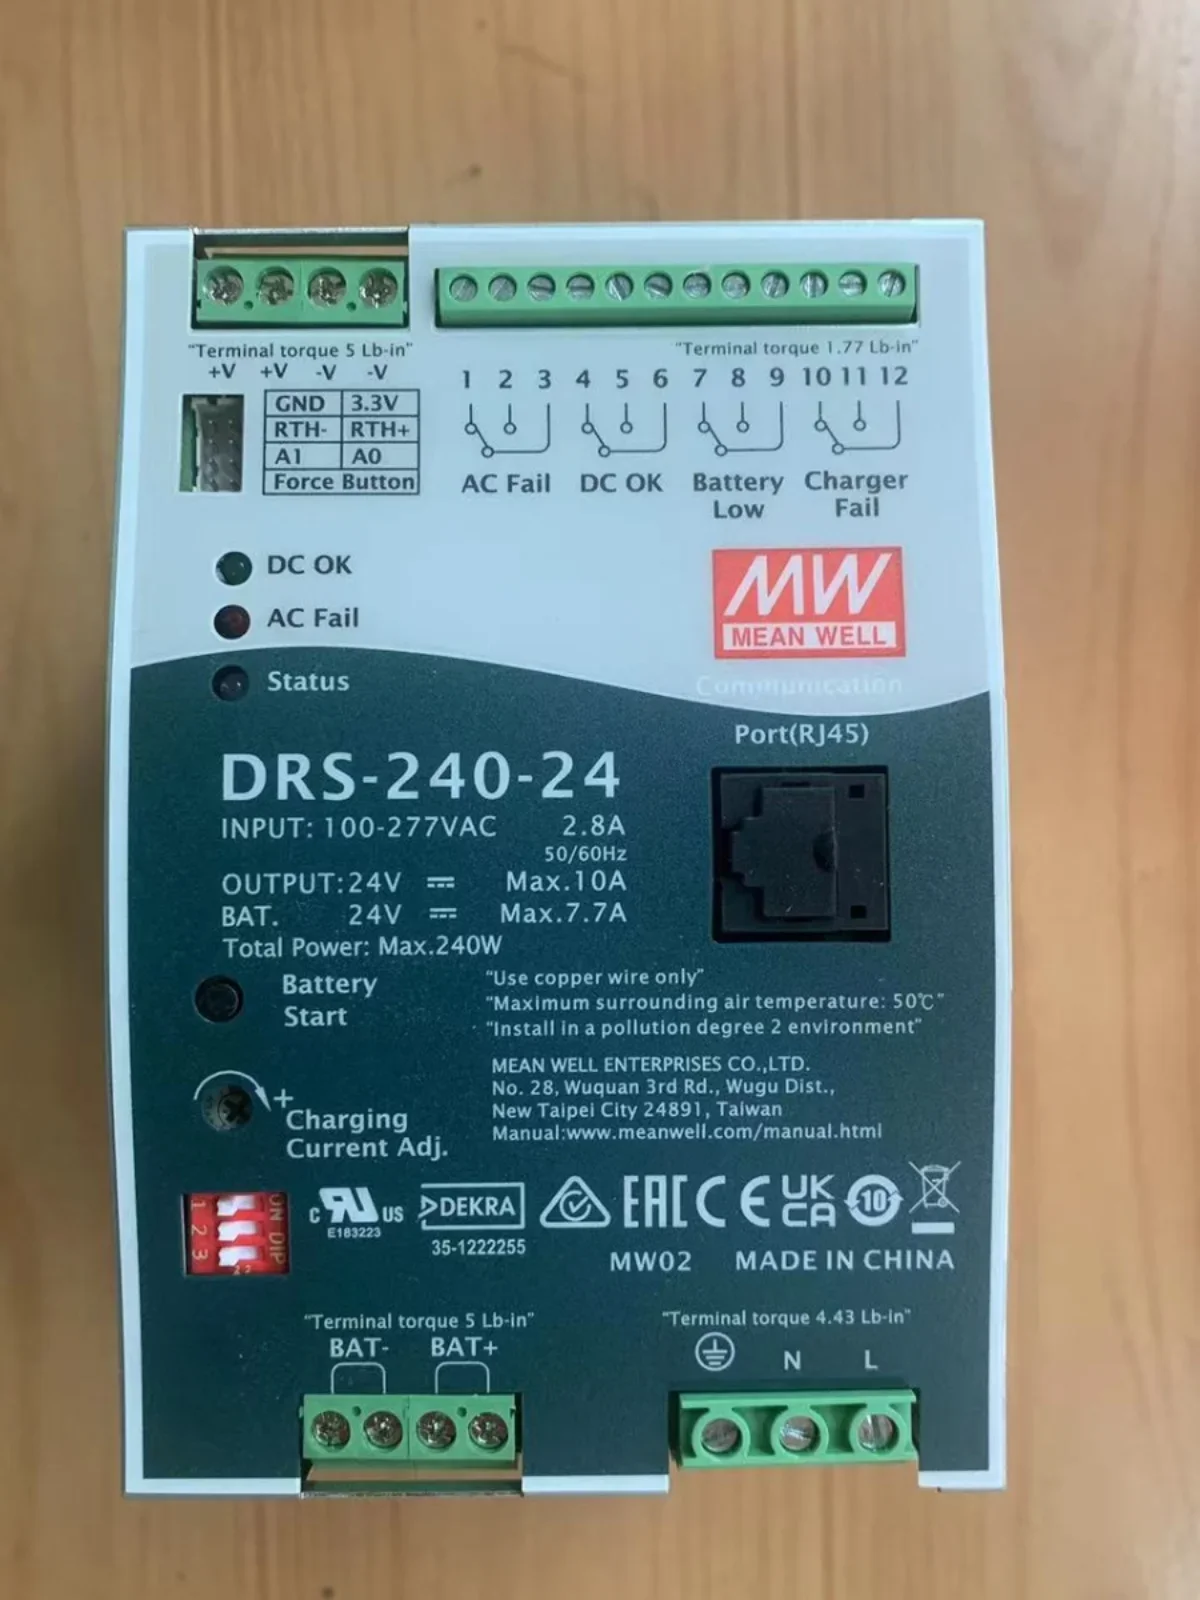 "Terminal torque 5 Lb-in"
+V +V -V -V
"Terminal torque 1.77 Lb-in"
1 2 3 4 5 6 7 8 9 10 11 12
GND 3.3V
RTH- RTH+
A1 A0
Force Button
AC Fail DC OK Battery Low Charger Fail
DC OK
AC Fail
Status
MW
MEAN WELL
Communication
Port(RJ45)
DRS-240-24
INPUT: 100-277VAC 2.8A
50/60Hz
OUTPUT: 24V Max.10A
BAT. 24V Max.7.7A
Total Power: Max.240W
Battery
Start
"Use copper wire only"
"Maximum surrounding air temperature: 50℃"
"Install in a pollution degree 2 environment"
MEAN WELL ENTERPRISES CO.,LTD.
No. 28, Wuquan 3rd Rd., Wugu Dist.,
New Taipei City 24891, Taiwan
Manual:www.meanwell.com/manual.html
+
Charging
Current Adj.
ON DIP
1 2 3
c RU US
E183223
DEKRA
35-1222255
EAC CE UK CA 10
MW02 MADE IN CHINA
"Terminal torque 5 Lb-in"
BAT- BAT+
"Terminal torque 4.43 Lb-in"
N L